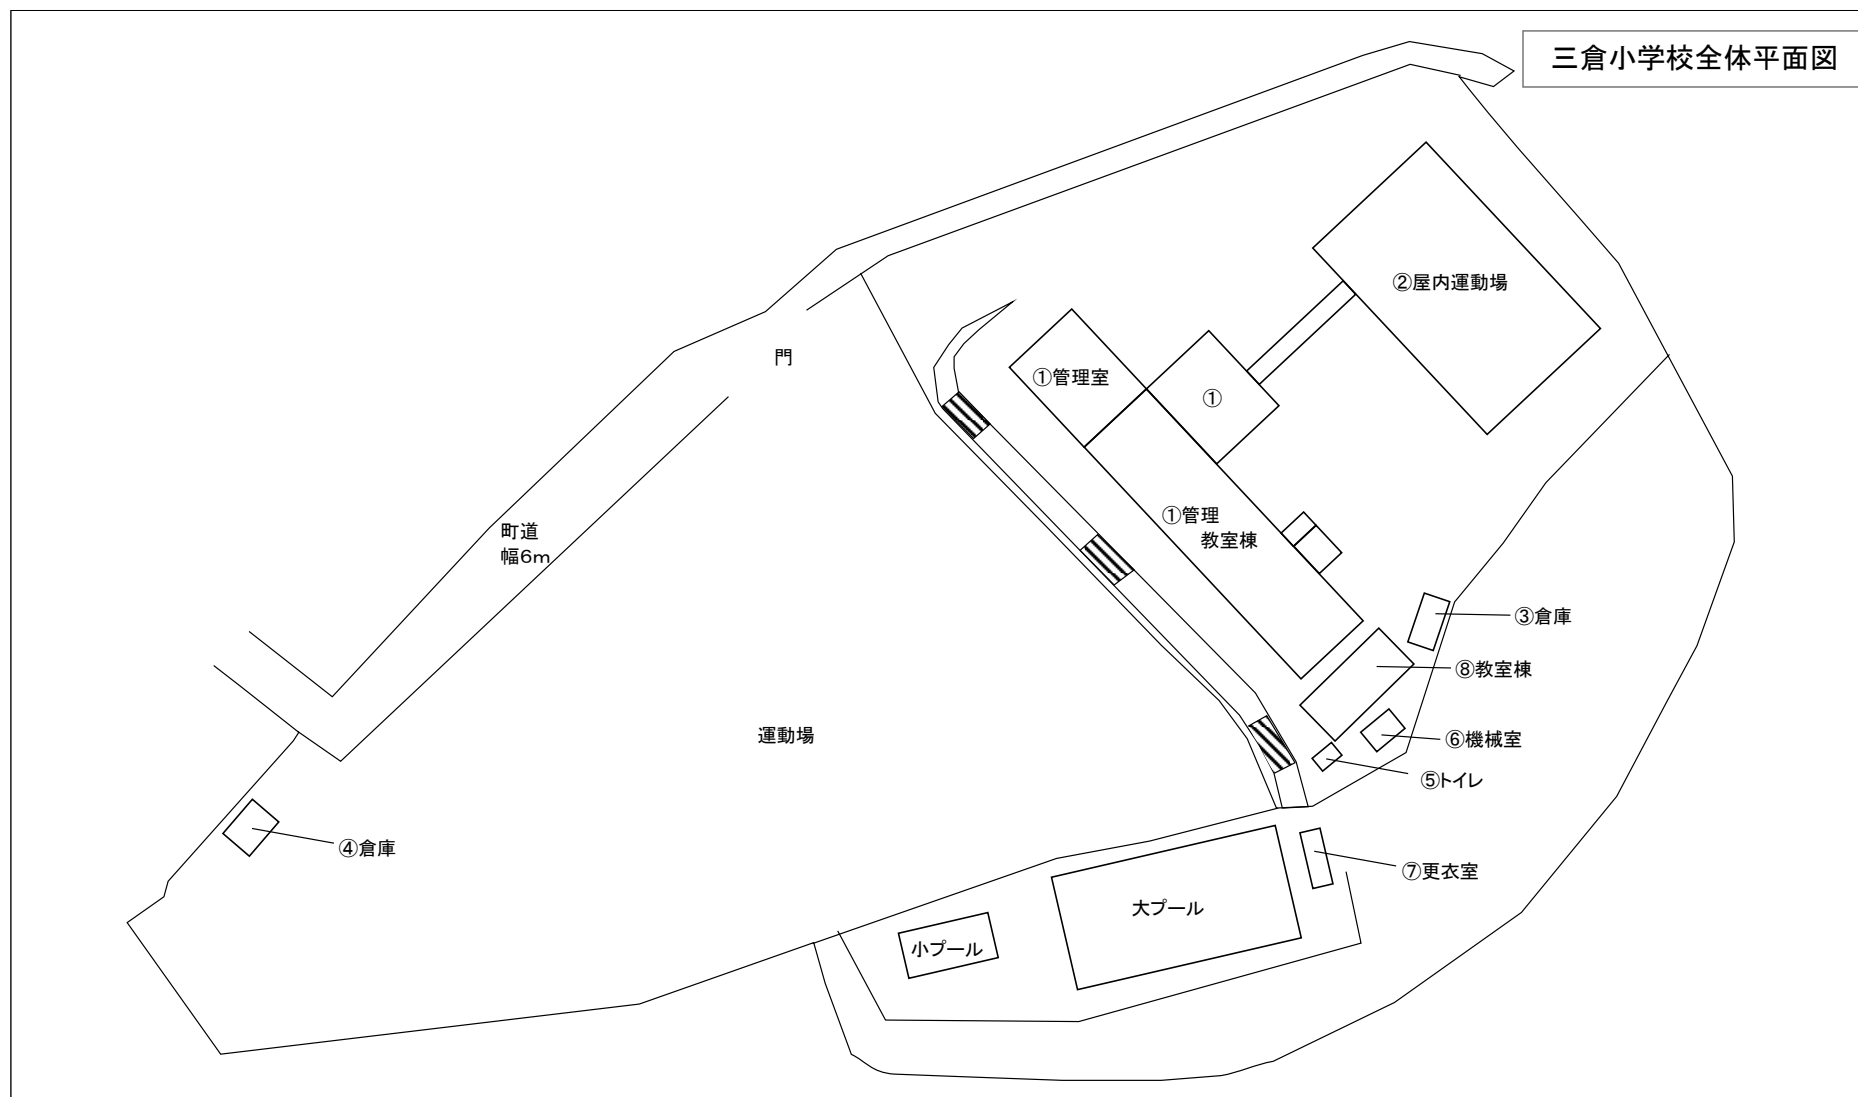 三倉小学校全体平面図
②屋内運動場
門
①管理室
①
①管理
教室棟
町道
幅6m
③倉庫
⑧教室棟
運動場
⑥機械室
⑤トイレ
④倉庫
⑦更衣室
大プール
小プール